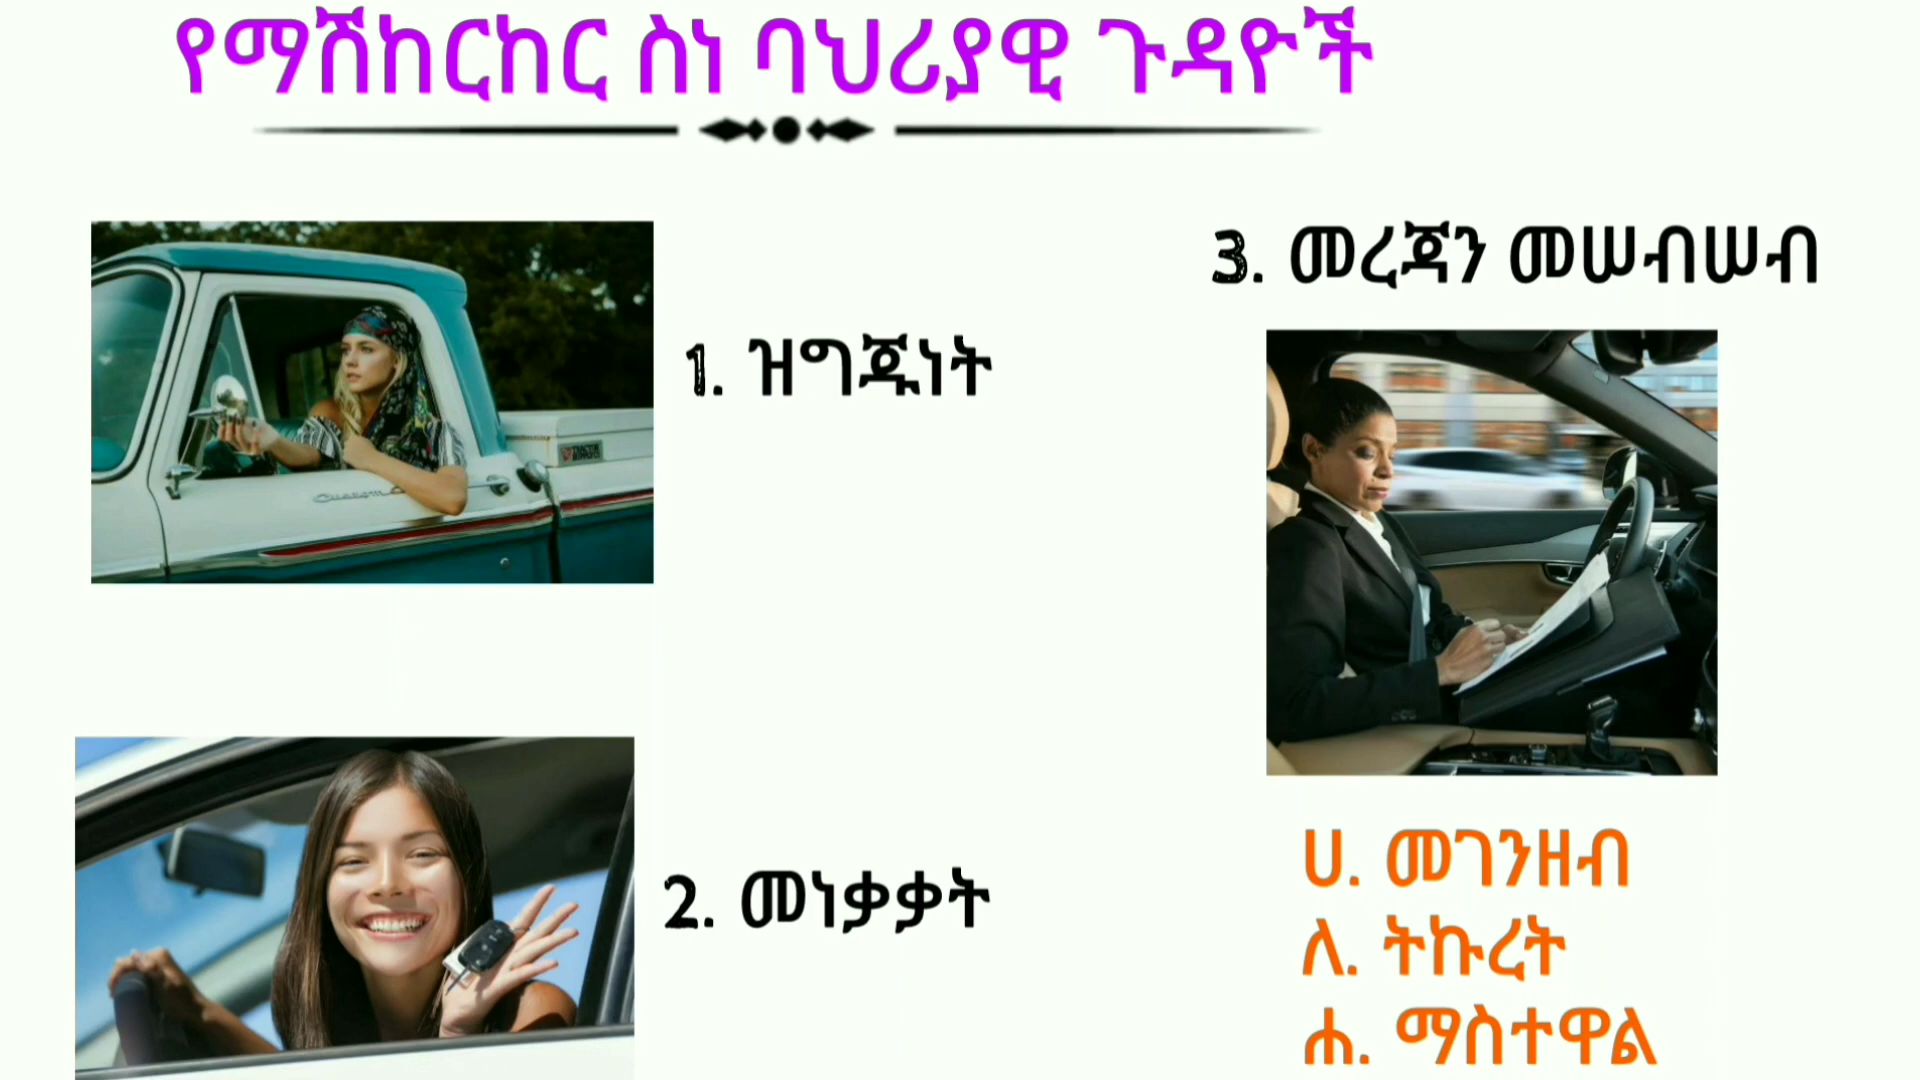 የማሽከርከር ስነ ባህሪያዊ ጉዳዮች
1. ዝግጁነት
2. መነቃቃት
3. መረጃን መሠብሠብ
ሀ. መገንዘብ
ለ. ትኩረት
ሐ. ማስተዋል